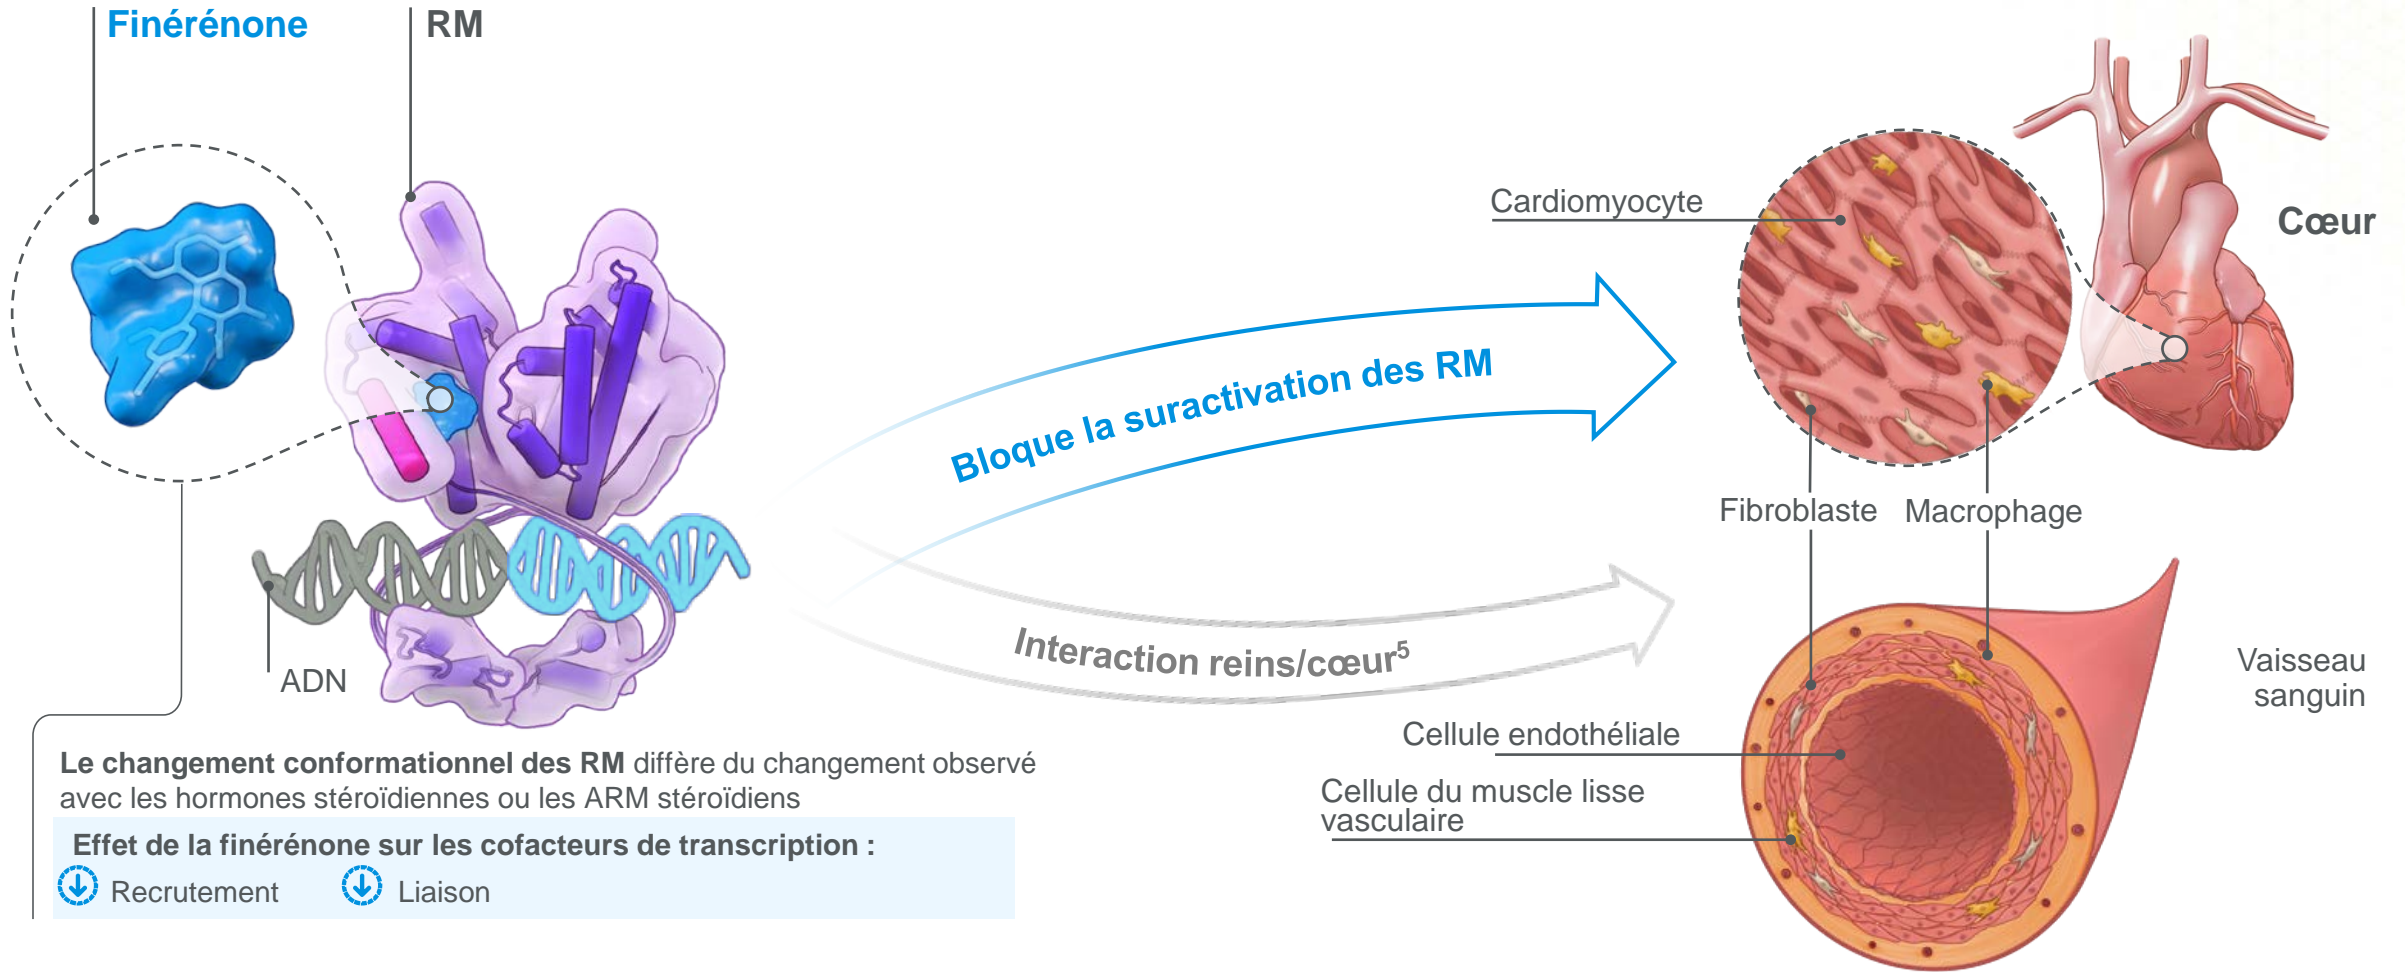 Finérénone
RM
Cardiomyocyte
Cœur
Bloque la suractivation des RM
Fibroblaste
Macrophage
Interaction reins/cœur⁵
ADN
Vaisseau
sanguin
Cellule endothéliale
Cellule du muscle lisse
vasculaire
Le changement conformationnel des RM diffère du changement observé
avec les hormones stéroïdiennes ou les ARM stéroïdiens
Effet de la finérénone sur les cofacteurs de transcription :
Recrutement
Liaison